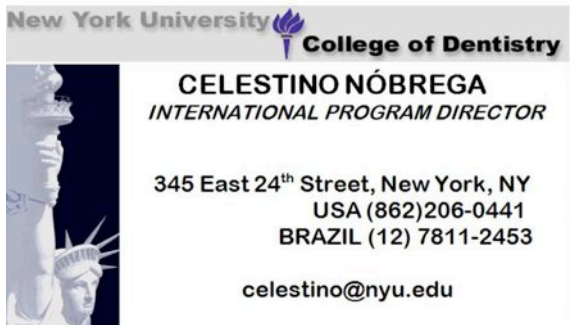 New York University
College of Dentistry
CELESTINO NÓBREGA
INTERNATIONAL PROGRAM DIRECTOR
345 East 24th Street, New York, NY
USA (862)206-0441
BRAZIL (12) 7811-2453
celestino@nyu.edu